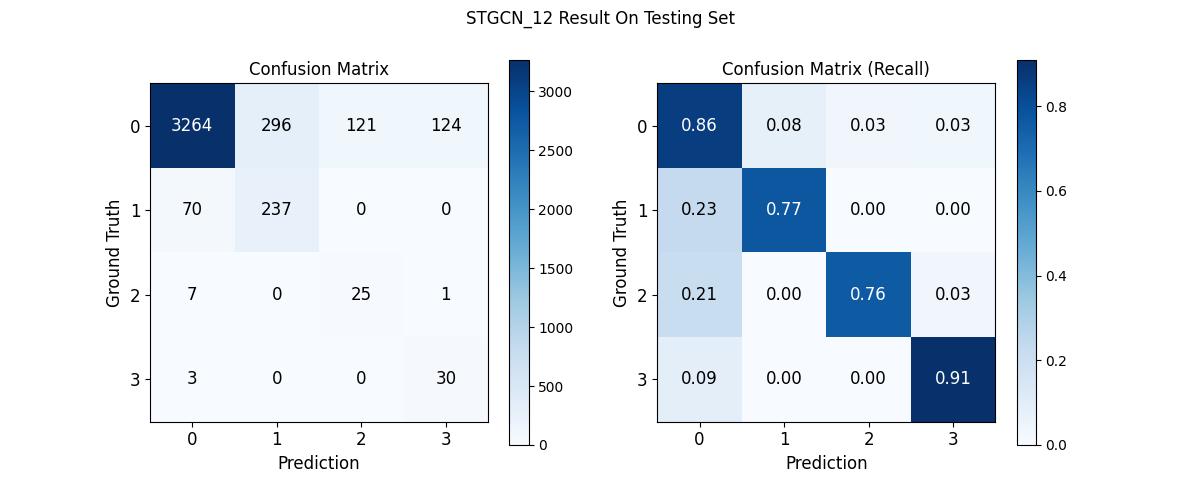 STGCN_12 Result On Testing Set
Confusion Matrix
Ground Truth
0 3264 296 121 124
1 70 237 0 0
2 7 0 25 1
3 3 0 0 30
0 1 2 3
Prediction
3000
2500
2000
1500
1000
500
0
Confusion Matrix (Recall)
Ground Truth
0 0.86 0.08 0.03 0.03
1 0.23 0.77 0.00 0.00
2 0.21 0.00 0.76 0.03
3 0.09 0.00 0.00 0.91
0 1 2 3
Prediction
0.8
0.6
0.4
0.2
0.0